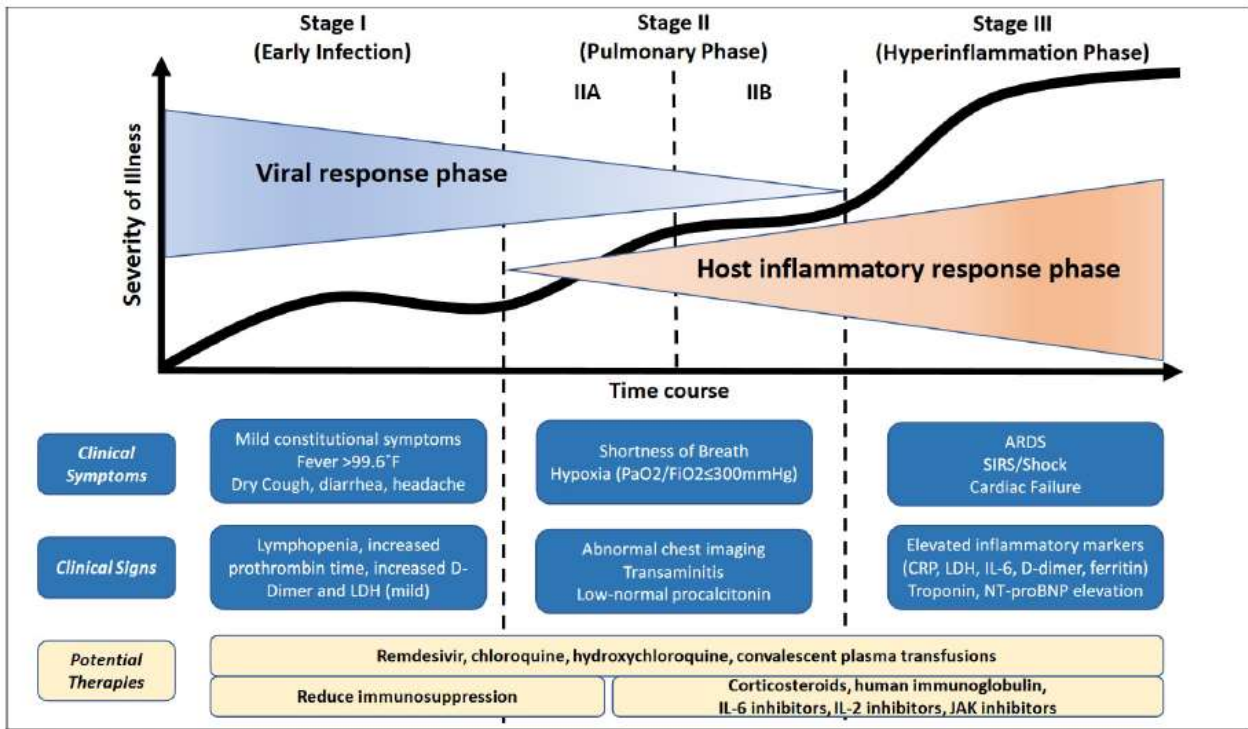 Stage I
(Early Infection)
Stage II
(Pulmonary Phase)
Stage III
(Hyperinflammation Phase)
IIA
IIB
Severity of Illness
Viral response phase
Host inflammatory response phase
Time course
Clinical
Symptoms
Mild constitutional symptoms
Fever >99.6°F
Dry Cough, diarrhea, headache
Shortness of Breath
Hypoxia (PaO2/FiO2≤300mmHg)
ARDS
SIRS/Shock
Cardiac Failure
Clinical Signs
Lymphopenia, increased
prothrombin time, increased D-
Dimer and LDH (mild)
Abnormal chest imaging
Transaminitis
Low-normal procalcitonin
Elevated inflammatory markers
(CRP, LDH, IL-6, D-dimer, ferritin)
Troponin, NT-proBNP elevation
Potential
Therapies
Remdesivir, chloroquine, hydroxychloroquine, convalescent plasma transfusions
Reduce immunosuppression
Corticosteroids, human immunoglobulin,
IL-6 inhibitors, IL-2 inhibitors, JAK inhibitors